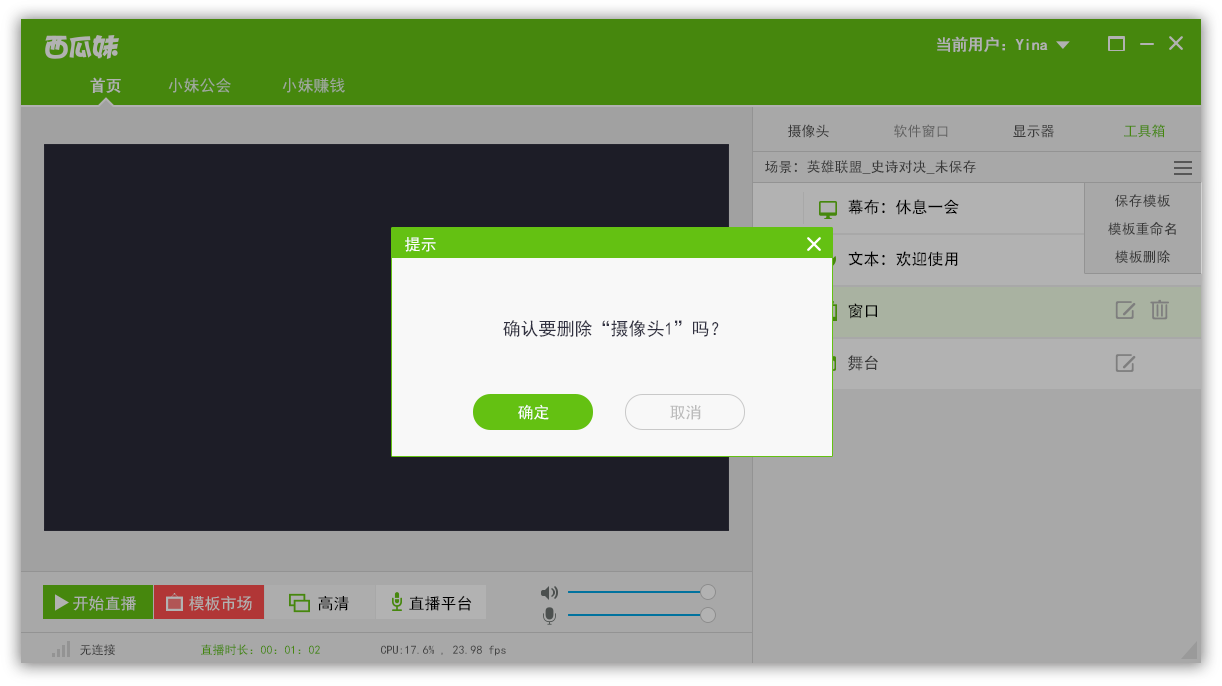 西瓜妹
当前用户：Yina
首页 小妹公会 小妹赚钱
摄像头 软件窗口 显示器 工具箱
场景：英雄联盟_史诗对决_未保存
保存模板
模板重命名
模板删除
幕布：休息一会
文本：欢迎使用
窗口
舞台
提示
确认要删除“摄像头1”吗？
确定 取消
开始直播 模板市场 高清 直播平台
无连接 直播时长：00：01：02 CPU:17.6% , 23.98 fps